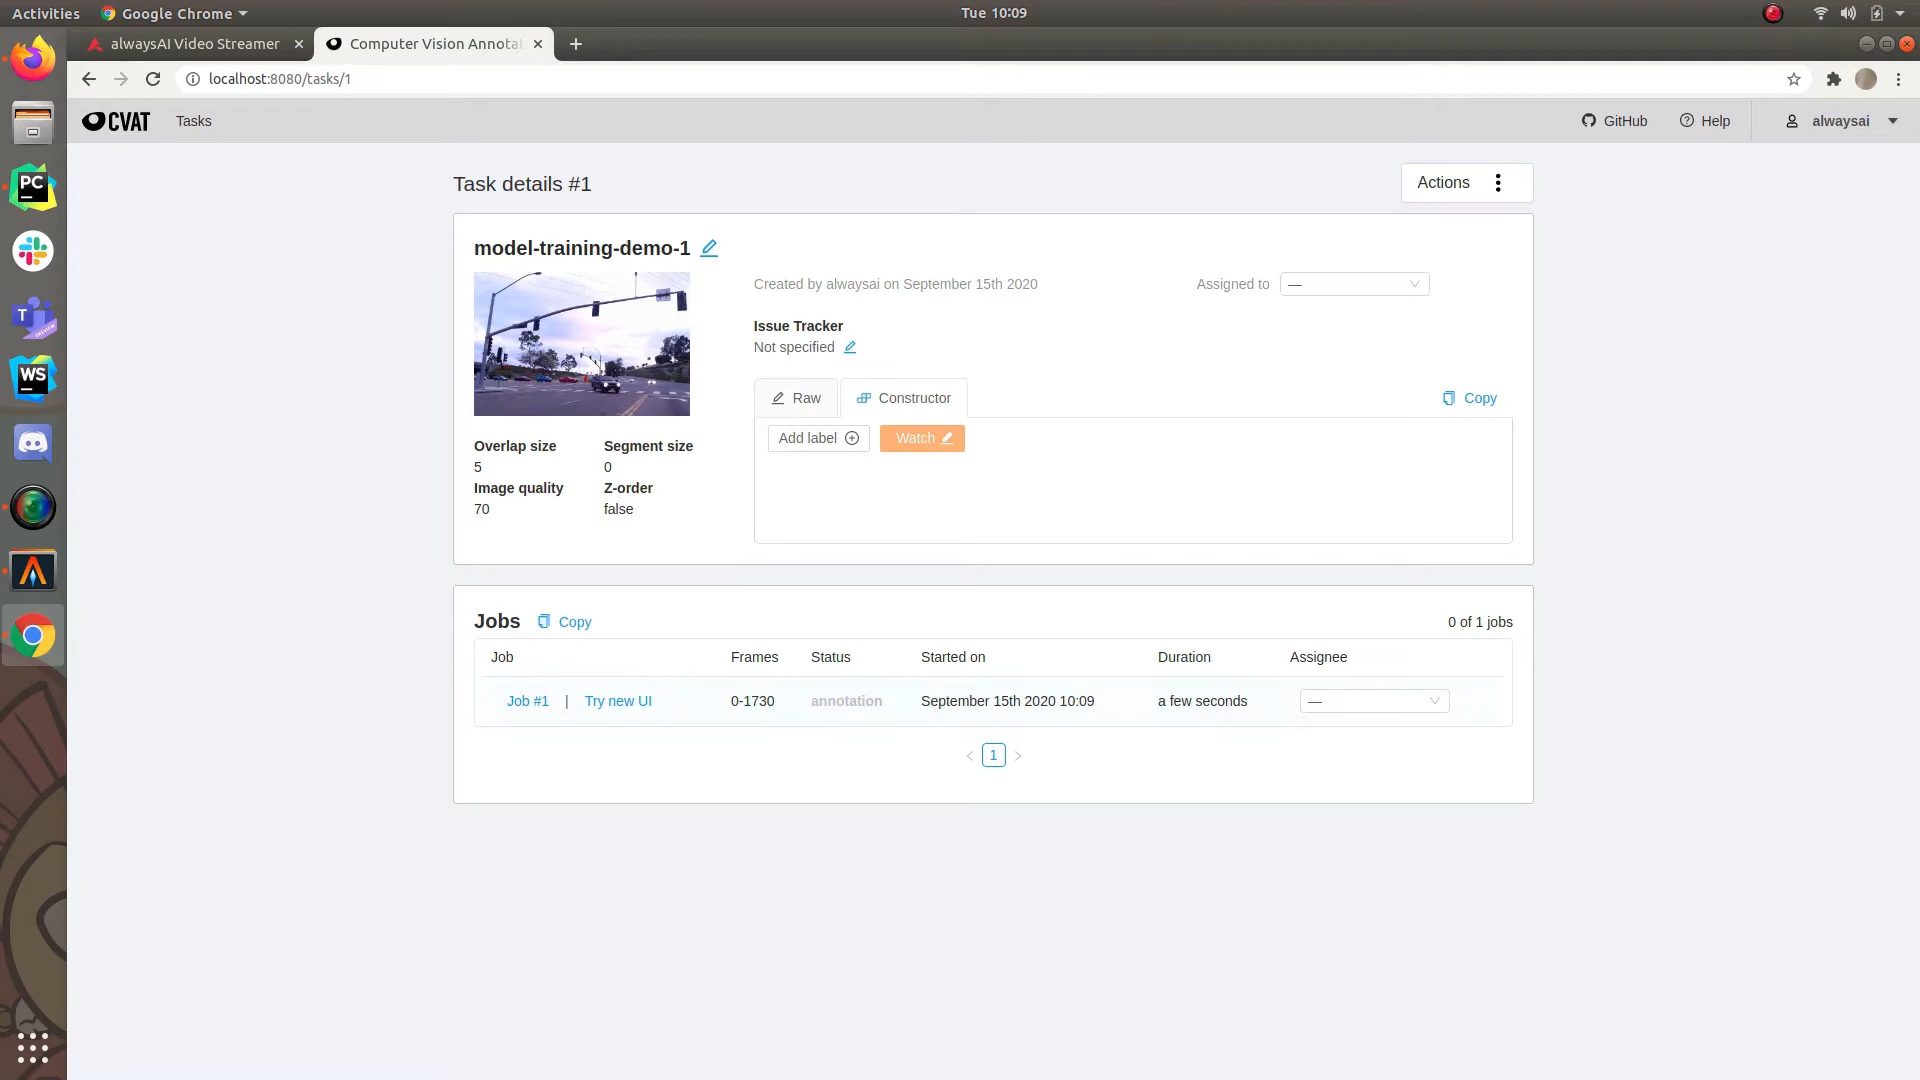 Activities Google Chrome Tue 10:09
alwaysAI Video Streamer Computer Vision Annota
localhost:8080/tasks/1
CVAT Tasks GitHub Help alwaysai
PC
T
PREVIEW
WS
Task details #1 Actions
model-training-demo-1
Created by alwaysai on September 15th 2020 Assigned to —
Issue Tracker
Not specified
Raw Constructor Copy
Add label Watch
Overlap size Segment size
5 0
Image quality Z-order
70 false
Jobs Copy 0 of 1 jobs
Job Frames Status Started on Duration Assignee
Job #1 | Try new UI 0-1730 annotation September 15th 2020 10:09 a few seconds —
1